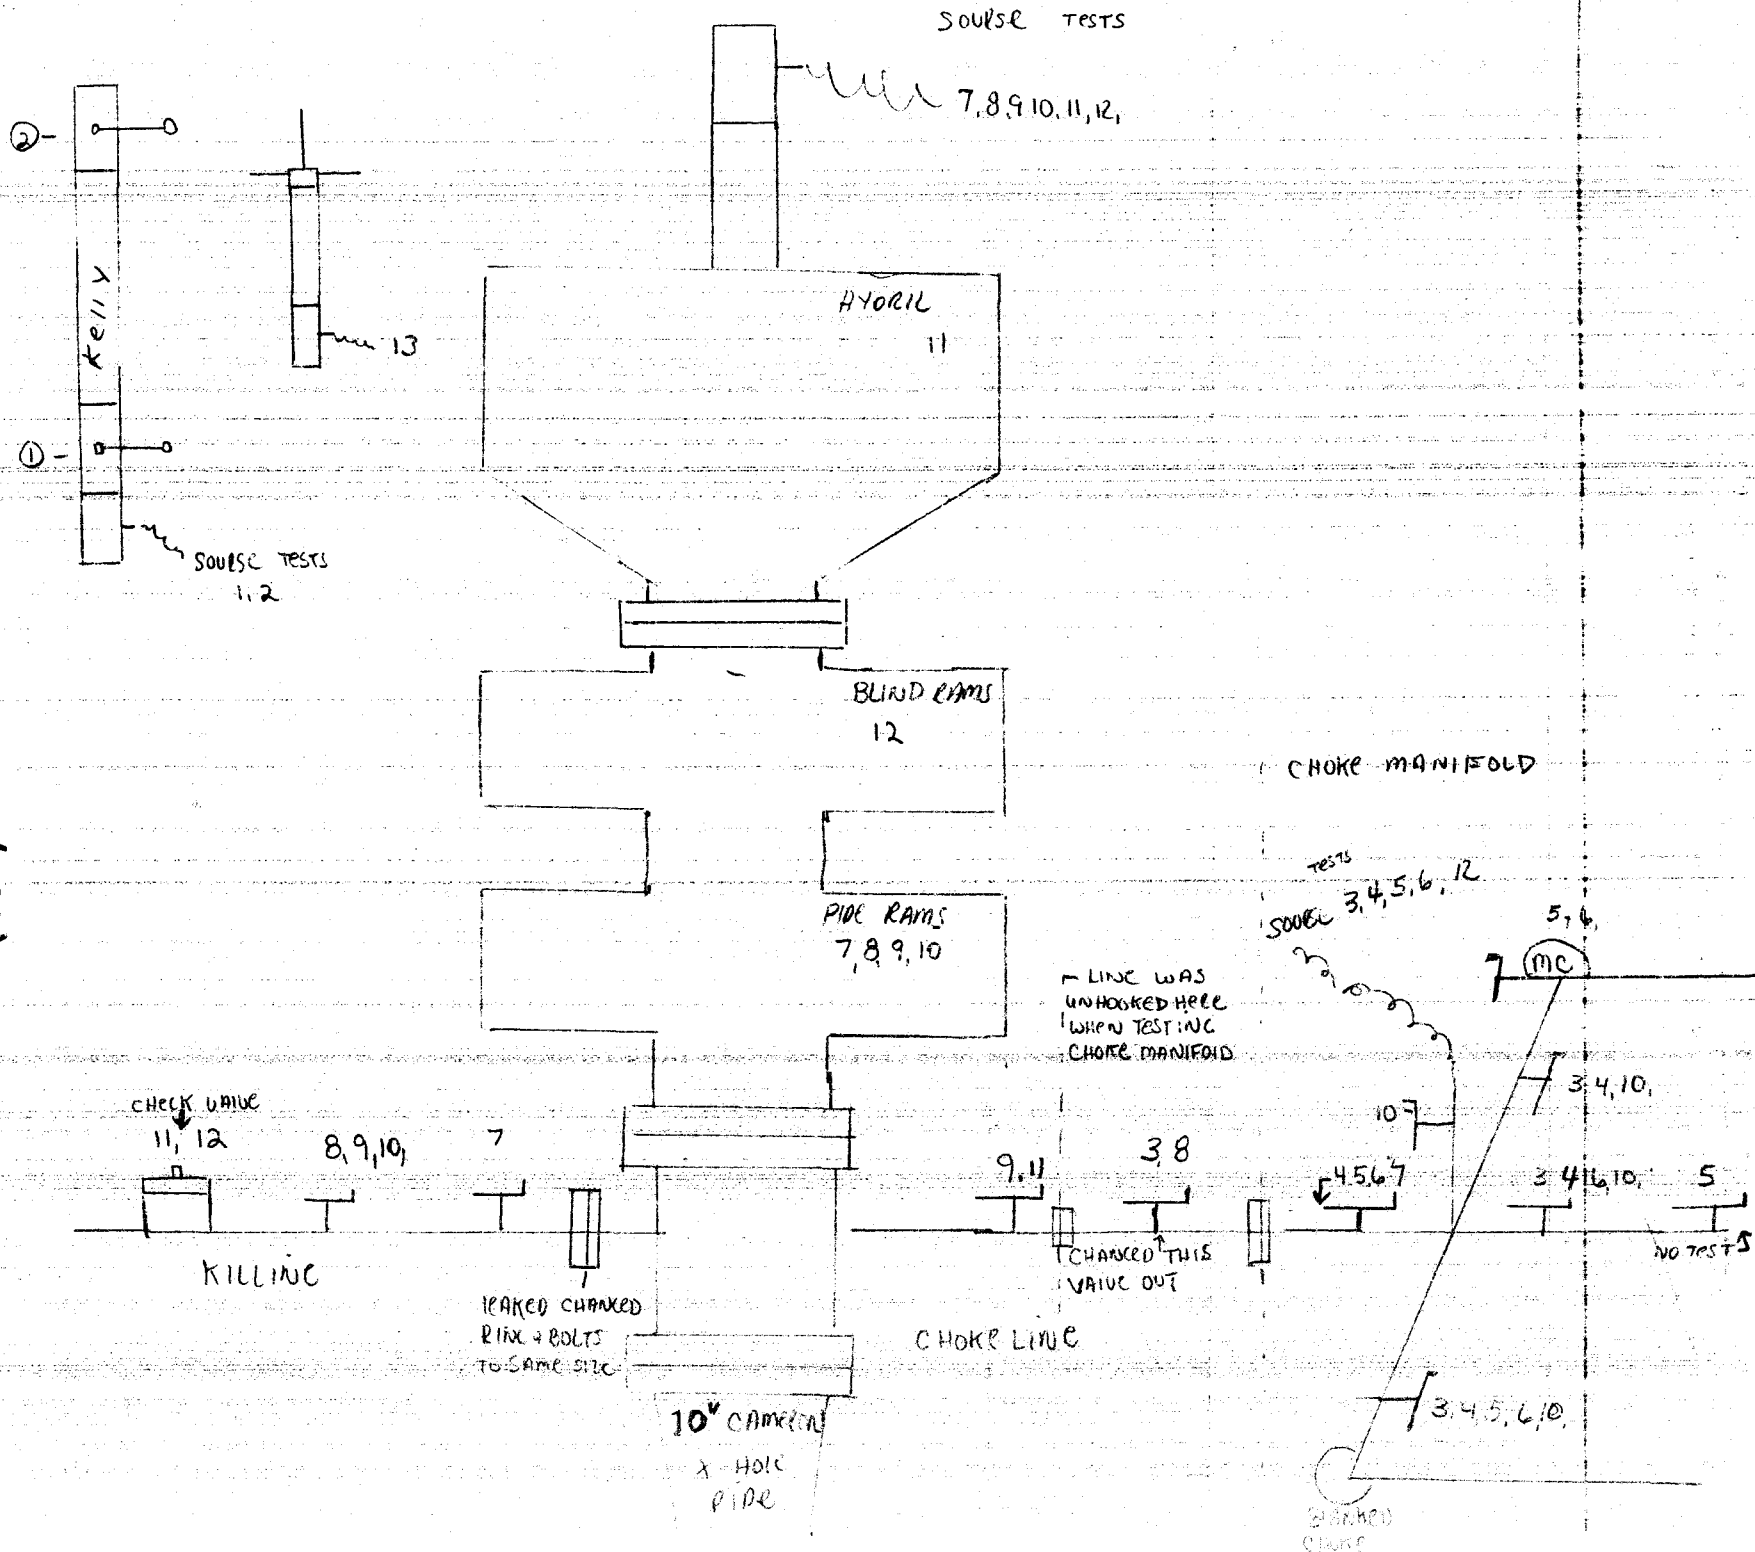 SOURSE TESTS
7,8,9,10,11,12,
②-
Kelly
①-
SOURSE TESTS
1,2
13
HYDRIL
11
BLIND RAMS
12
CHOKE MANIFOLD
PIPE RAMS
7,8,9,10
TESTS
3,4,5,6,12
5,6,
MC
LINE WAS
UNHOOKED HERE
WHEN TESTING
CHOKE MANIFOLD
3,4,10,
10
CHECK VALVE
11, 12
8,9,10,
7
9,11
3,8
4,5,6,7
3,4,6,10,
5
NO TEST
CHANGED THIS
VALVE OUT
KILLINE
LEAKED CHANGED
RING & BOLTS
TO SAME SIZE
CHOKE LINE
3,4,5,6,10,
10" CAMERON
X HOLE
PIPE
BLANKED
CHOKE